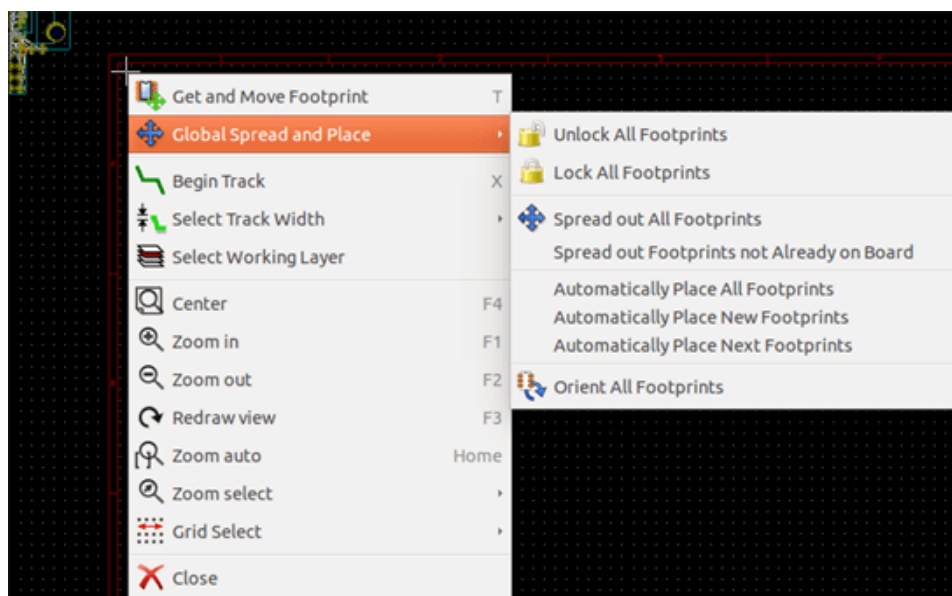 Get and Move Footprint T
Global Spread and Place
Begin Track X
Select Track Width
Select Working Layer
Center F4
Zoom in F1
Zoom out F2
Redraw view F3
Zoom auto Home
Zoom select
Grid Select
Close
Unlock All Footprints
Lock All Footprints
Spread out All Footprints
Spread out Footprints not Already on Board
Automatically Place All Footprints
Automatically Place New Footprints
Automatically Place Next Footprints
Orient All Footprints